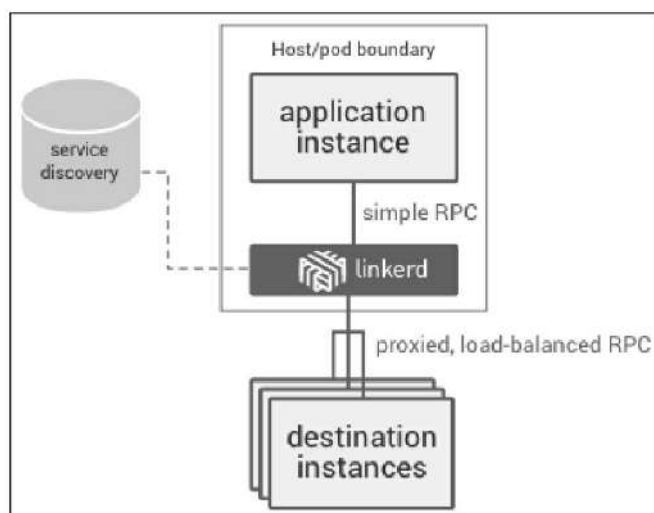 Host/pod boundary
application
instance
service
discovery
simple RPC
linkerd
proxied, load-balanced RPC
destination
instances